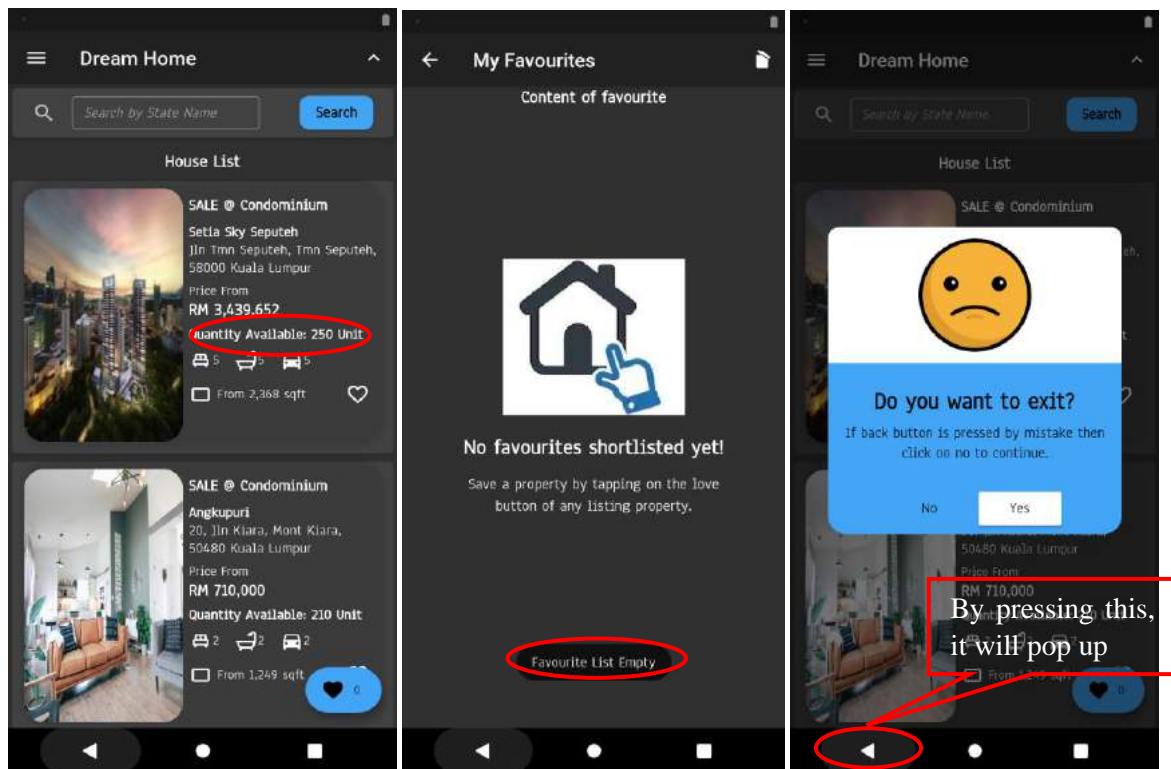 Dream Home
Search by State Name
Search
House List
SALE @ Condominium
Setia Sky Seputeh
Jln Tmn Seputeh, Tmn Seputeh,
58000 Kuala Lumpur
Price From
RM 3,439.652
Quantity Available: 250 Unit
5 5 5
From 2,368 sqft
SALE @ Condominium
Angkupuri
20, Jln Kiara, Mont Kiara,
50480 Kuala Lumpur
Price From
RM 710,000
Quantity Available: 210 Unit
2 2 2
From 1,249 sqft
0
My Favourites
Content of favourite
No favourites shortlisted yet!
Save a property by tapping on the love
button of any listing property.
Favourite List Empty
Dream Home
Search by State Name
Search
House List
SALE @ Condominium
Do you want to exit?
If back button is pressed by mistake then
click on no to continue.
No
Yes
50480 Kuala Lumpur
Price From
RM 710,000
By pressing this,
it will pop up
From 1,249 sqft
0